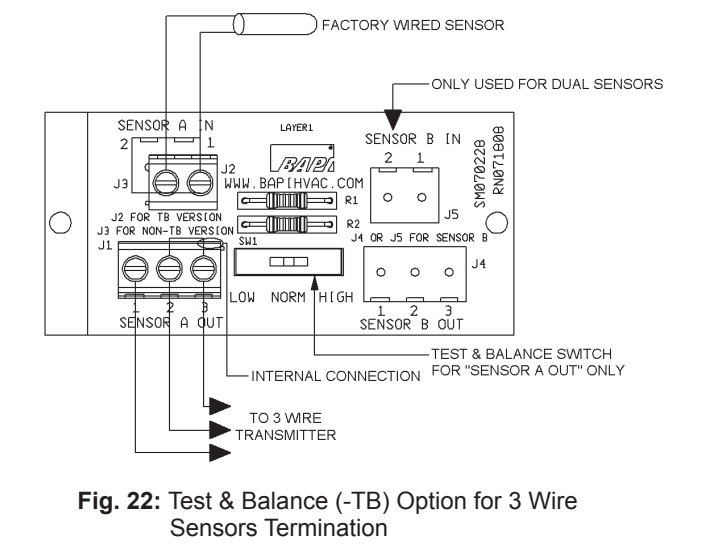 FACTORY WIRED SENSOR
ONLY USED FOR DUAL SENSORS
SENSOR A IN
2 1
LAYER1
SENSOR B IN
2 1
SM070228
RN071808
BAPI
J3
J2
WWW.BAPIHVAC.COM
R1
J5
J2 FOR TB VERSION
J3 FOR NON-TB VERSION
R2
J4 OR J5 FOR SENSOR B
J1
SW1
J4
LOW NORM HIGH
1 2 3
SENSOR A OUT
1 2 3
SENSOR B OUT
TEST & BALANCE SWITCH
FOR "SENSOR A OUT" ONLY
INTERNAL CONNECTION
TO 3 WIRE
TRANSMITTER
Fig. 22: Test & Balance (-TB) Option for 3 Wire
Sensors Termination